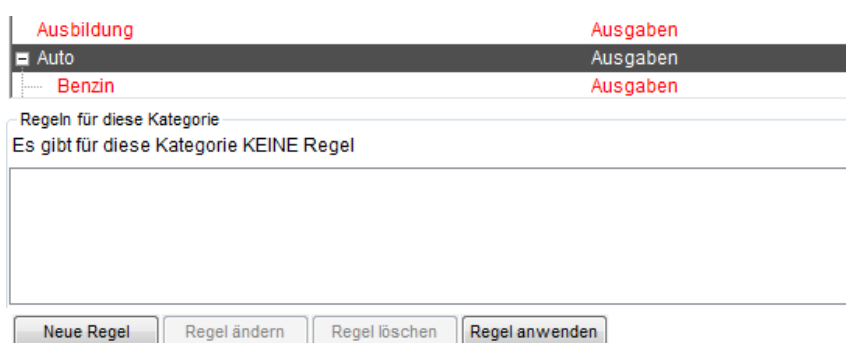 Ausbildung Ausgaben
Auto Ausgaben
Benzin Ausgaben
Regeln für diese Kategorie
Es gibt für diese Kategorie KEINE Regel
Neue Regel Regel ändern Regel löschen Regel anwenden